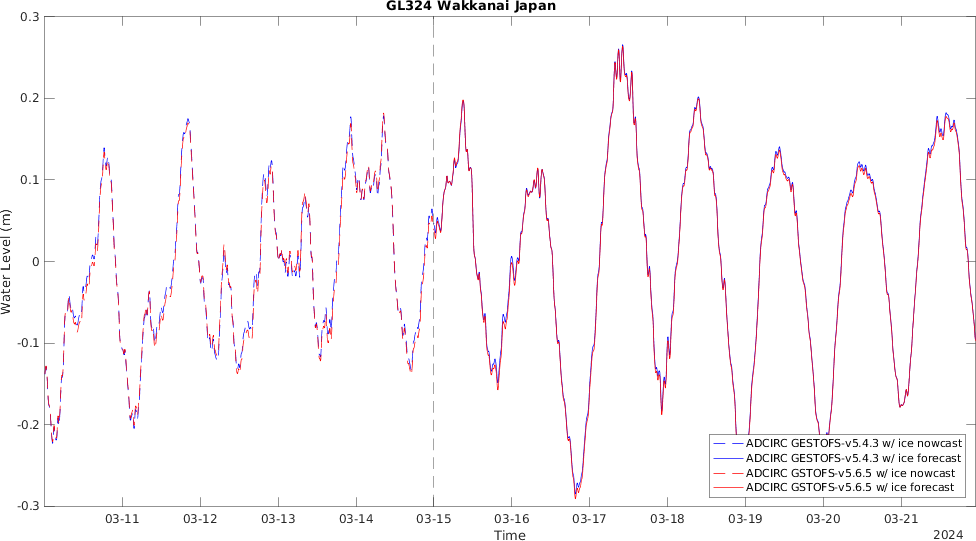 GL324 Wakkanai Japan
0.3
0.2
0.1
0
-0.1
-0.2
-0.3
Water Level (m)
03-11
03-12
03-13
03-14
03-15
03-16
03-17
03-18
03-19
03-20
03-21
Time
2024
ADCIRC GESTOFS-v5.4.3 w/ ice nowcast
ADCIRC GESTOFS-v5.4.3 w/ ice forecast
ADCIRC GSTOFS-v5.6.5 w/ ice nowcast
ADCIRC GSTOFS-v5.6.5 w/ ice forecast